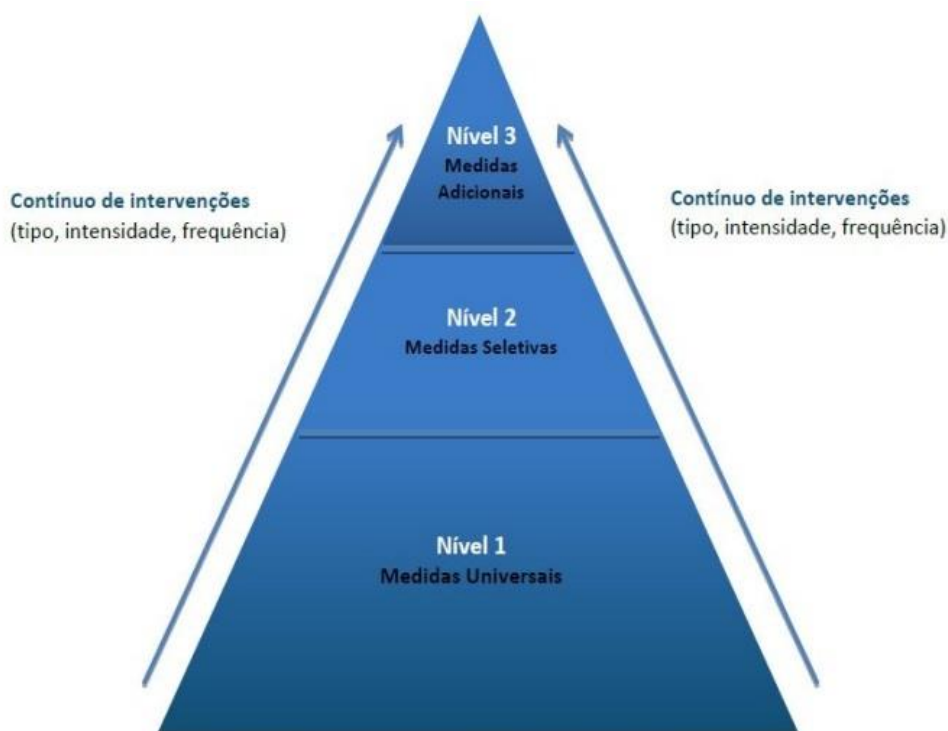 Nível 3
Medidas
Adicionais
Contínuo de intervenções
(tipo, intensidade, frequência)
Contínuo de intervenções
(tipo, intensidade, frequência)
Nível 2
Medidas Seletivas
Nível 1
Medidas Universais